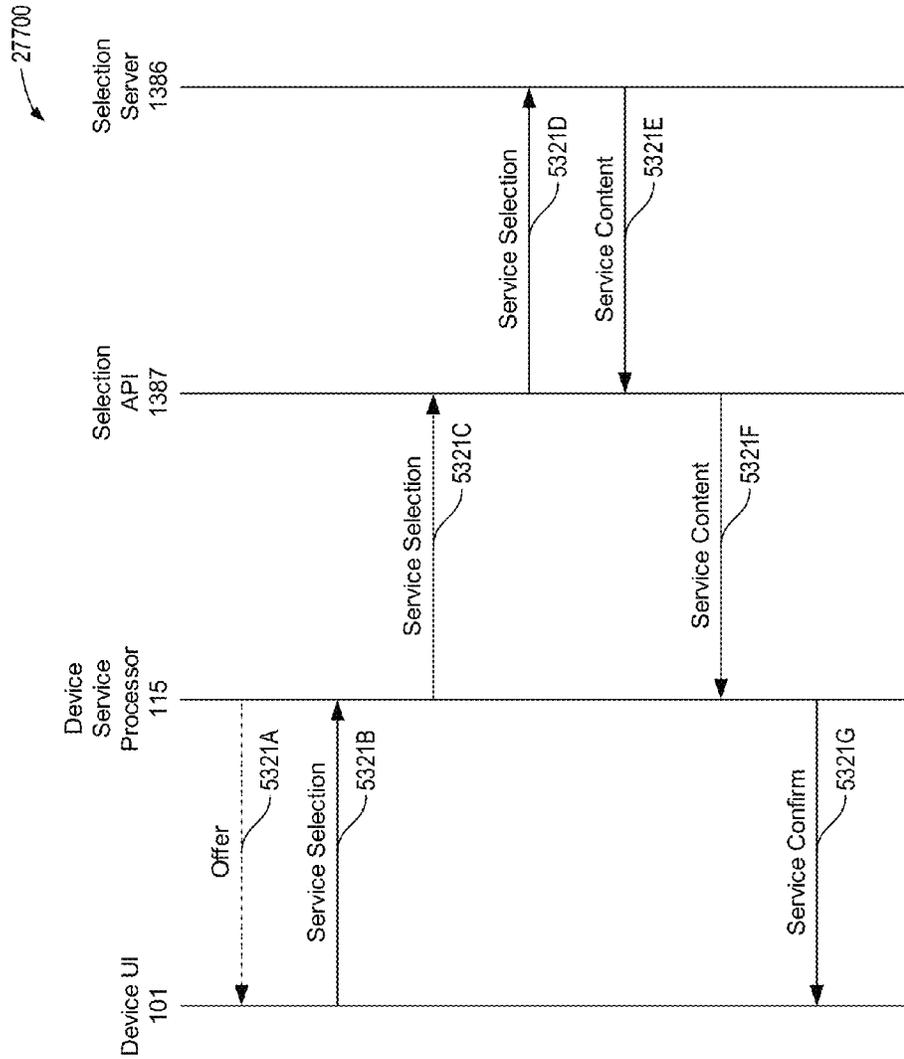 27700
Device UI
101
Device
Service
Processor
115
Selection
API
1387
Selection
Server
1386
Offer
5321A
Service Selection
5321B
Service Selection
5321C
Service Selection
5321D
Service Content
5321E
Service Content
5321F
Service Confirm
5321G